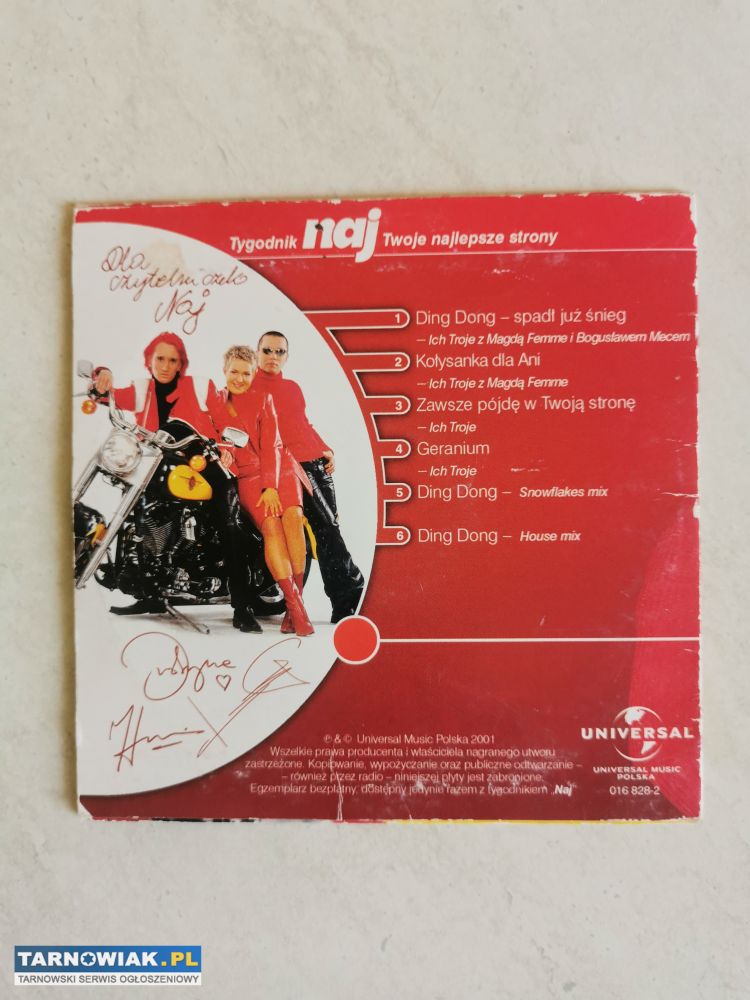 Tygodnik naj Twoje najlepsze strony
Dla
czytelniczek
Naj
1 Ding Dong – spadł już śnieg
– Ich Troje z Magdą Femme i Bogusławem Mecem
2 Kołysanka dla Ani
– Ich Troje z Magdą Femme
3 Zawsze pójdę w Twoją stronę
– Ich Troje
4 Geranium
– Ich Troje
5 Ding Dong – Snowflakes mix
6 Ding Dong – House mix
℗ & © Universal Music Polska 2001
Wszelkie prawa producenta i właściciela nagranego utworu
zastrzeżone. Kopiowanie, wypożyczanie oraz publiczne odtwarzanie –
– również przez radio – niniejszej płyty jest zabronione.
Egzemplarz bezpłatny, dostępny jedynie razem z tygodnikiem „Naj"
UNIVERSAL
UNIVERSAL MUSIC
POLSKA
016 828-2
TARNOWIAK.PL
TARNOWSKI SERWIS OGŁOSZENIOWY